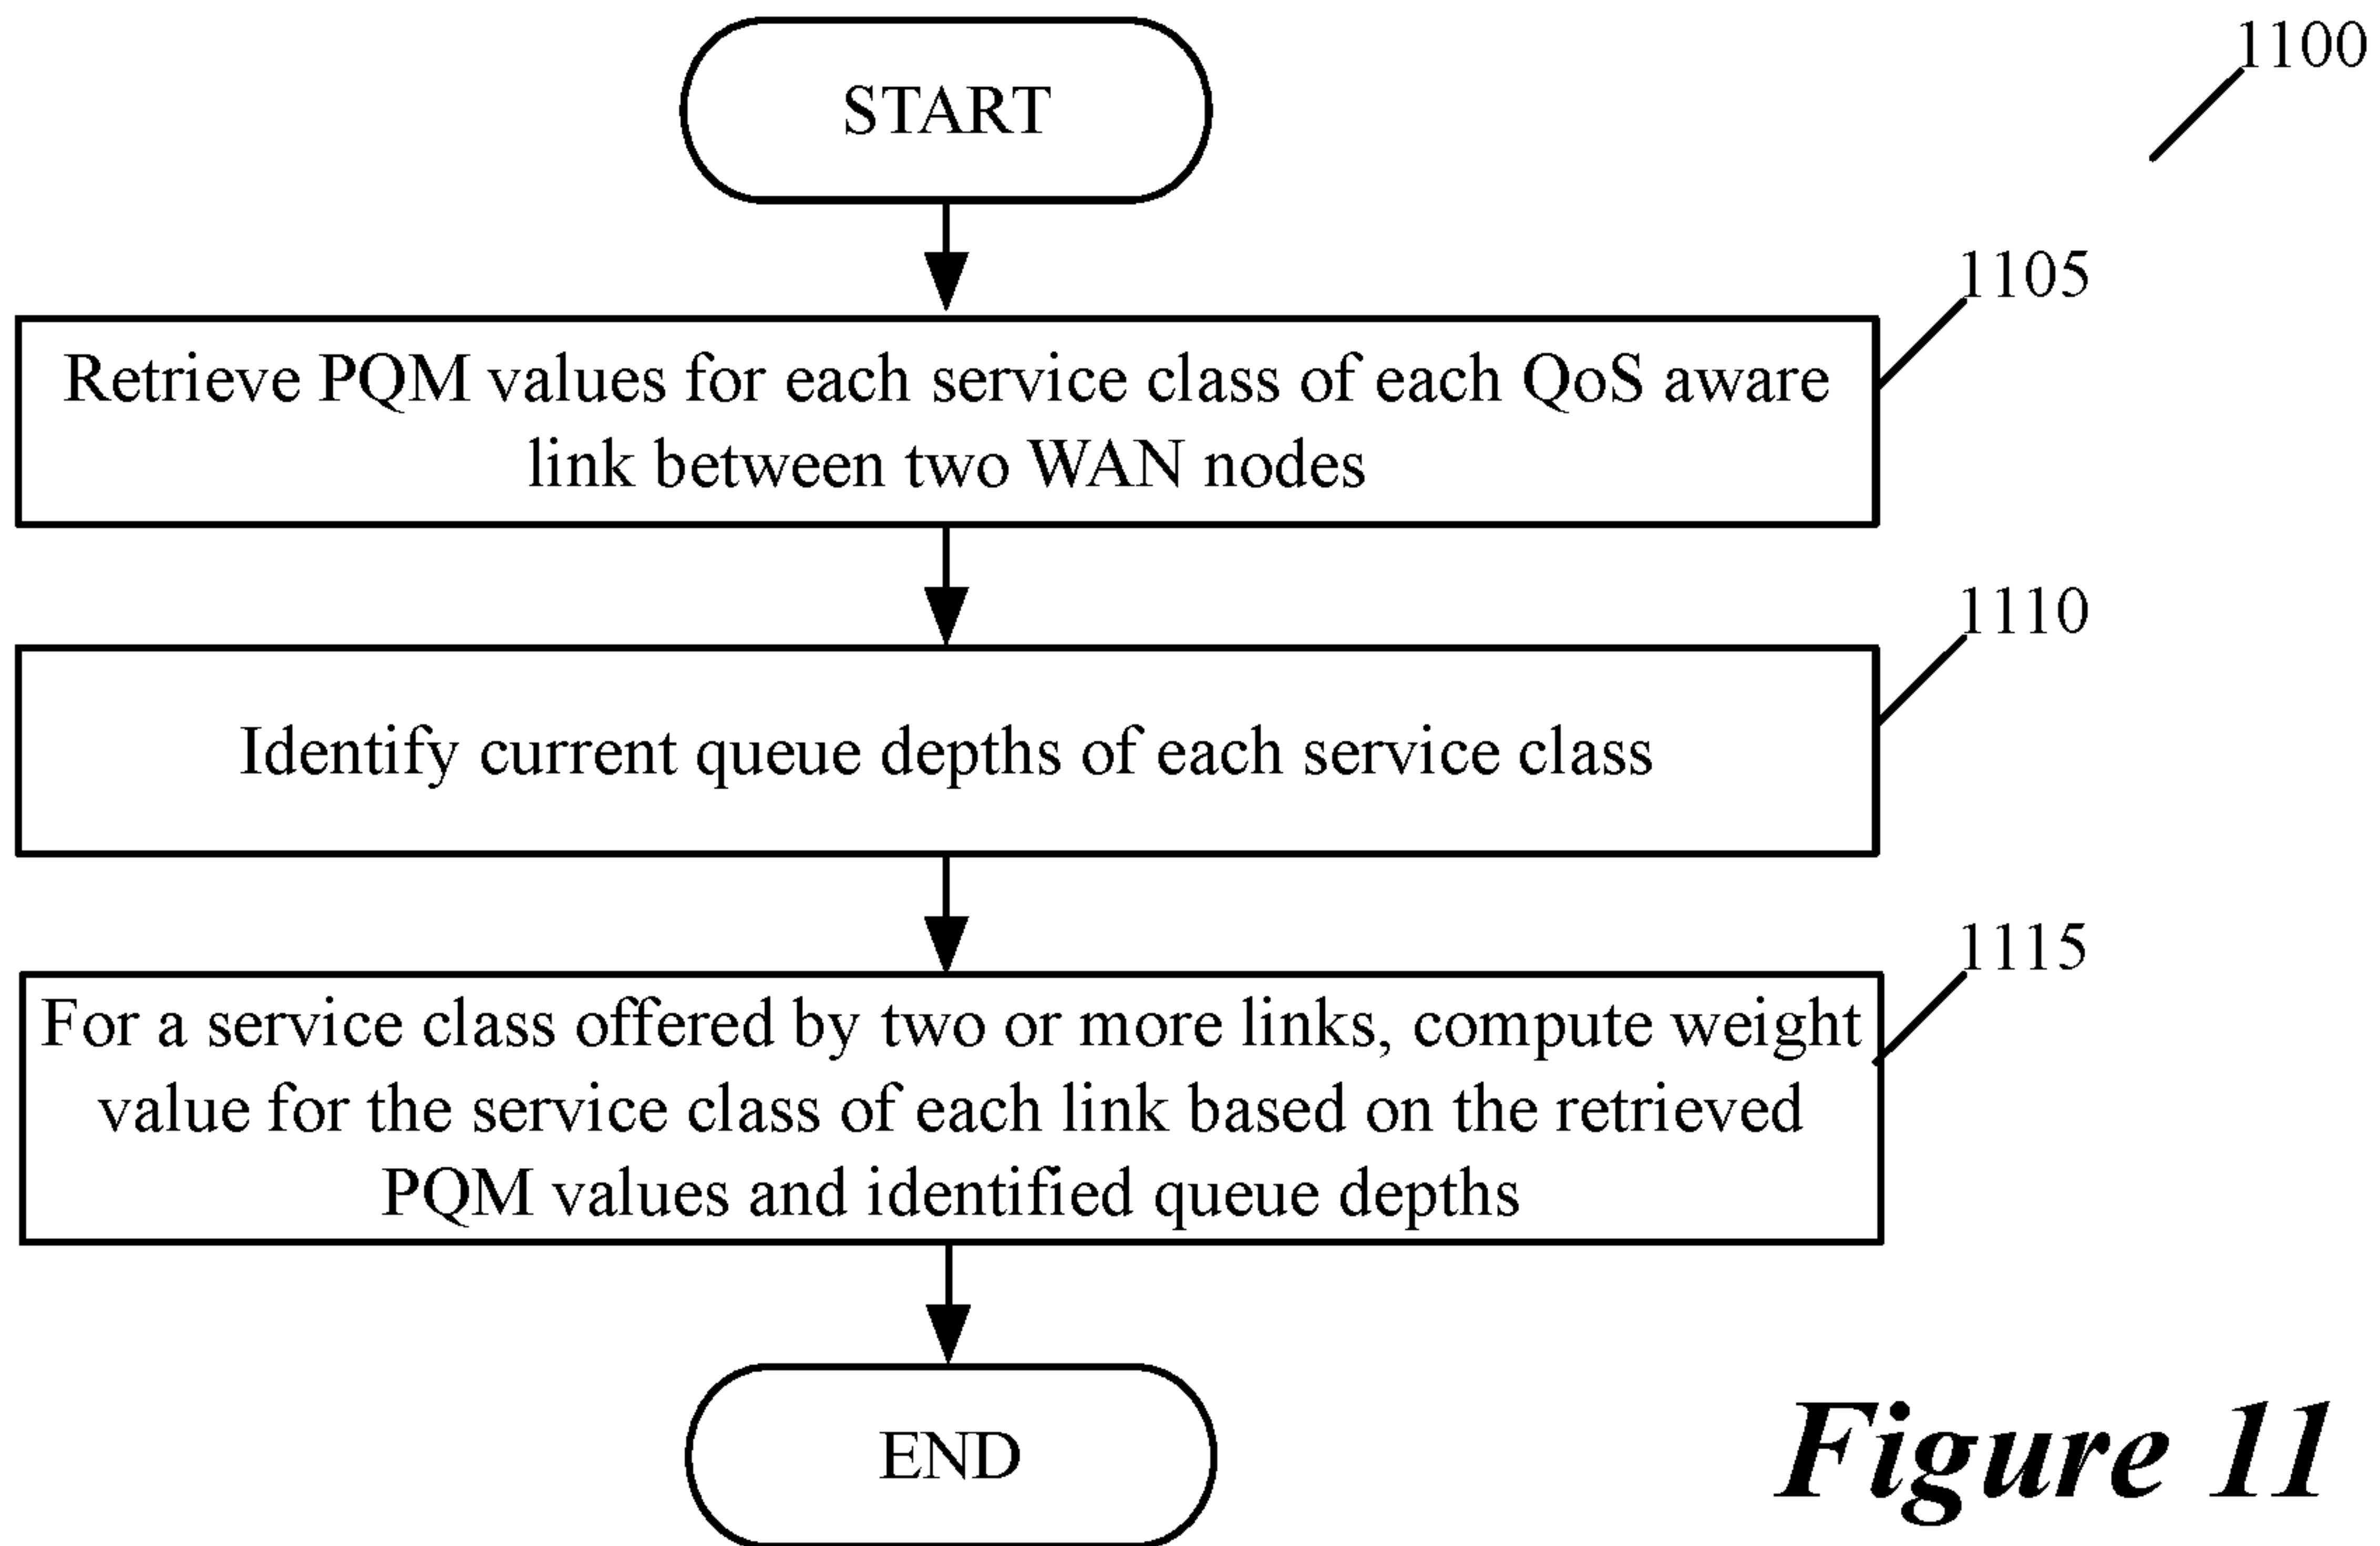 START
1100
1105
Retrieve PQM values for each service class of each QoS aware
link between two WAN nodes
1110
Identify current queue depths of each service class
1115
For a service class offered by two or more links, compute weight
value for the service class of each link based on the retrieved
PQM values and identified queue depths
END
Figure 11